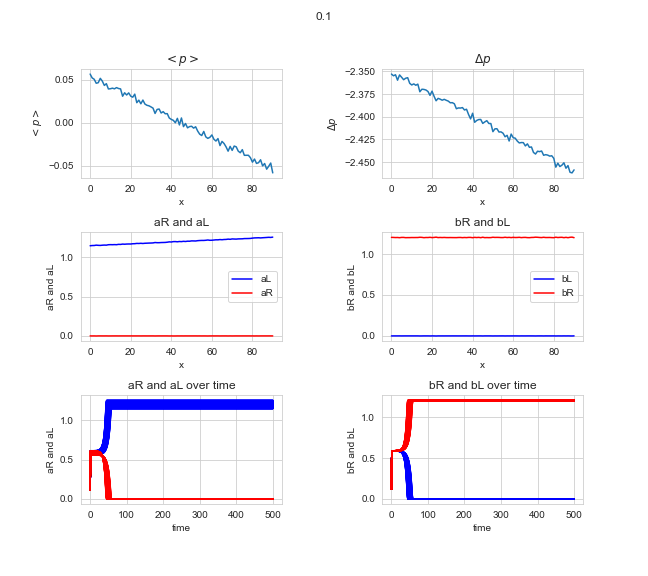 0.1
< p >
Δp
0.05
0.00
−0.05
< p >
0 20 40 60 80
x
−2.350
−2.375
−2.400
−2.425
−2.450
Δp
0 20 40 60 80
x
aR and aL
bR and bL
1.0
0.5
0.0
aR and aL
aL
aR
0 20 40 60 80
x
1.0
0.5
0.0
bR and bL
bL
bR
0 20 40 60 80
x
aR and aL over time
bR and bL over time
1.0
0.5
0.0
aR and aL
0 100 200 300 400 500
time
1.0
0.5
0.0
bR and bL
0 100 200 300 400 500
time